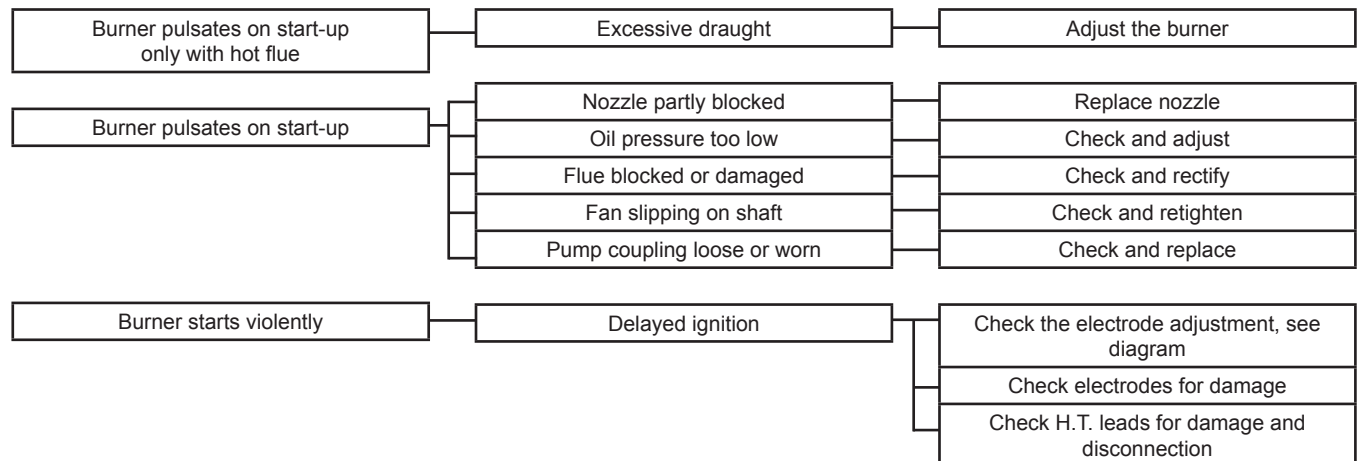 Burner pulsates on start-up
only with hot flue
Excessive draught
Adjust the burner
Burner pulsates on start-up
Nozzle partly blocked
Replace nozzle
Oil pressure too low
Check and adjust
Flue blocked or damaged
Check and rectify
Fan slipping on shaft
Check and retighten
Pump coupling loose or worn
Check and replace
Burner starts violently
Delayed ignition
Check the electrode adjustment, see
diagram
Check electrodes for damage
Check H.T. leads for damage and
disconnection